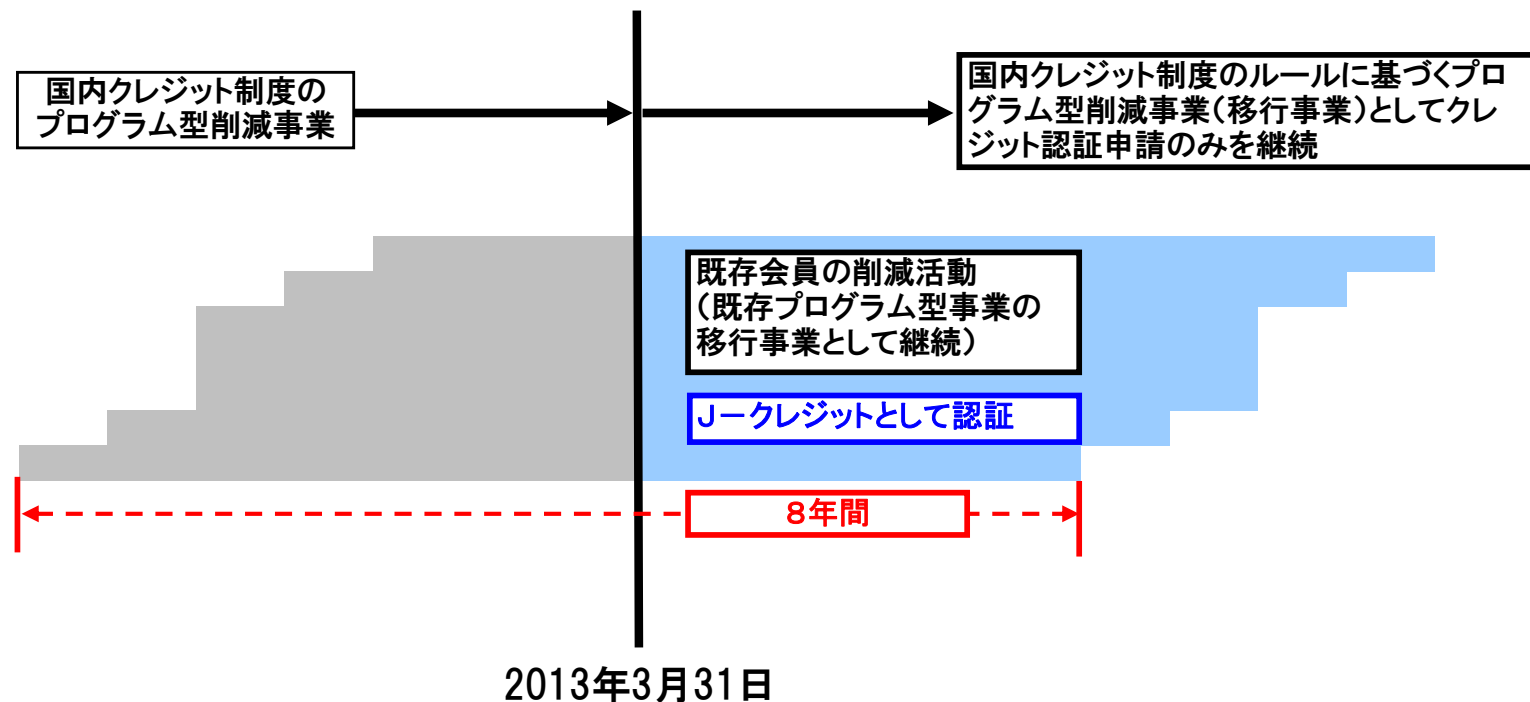 国内クレジット制度の
プログラム型削減事業
国内クレジット制度のルールに基づくプロ
グラム型削減事業(移行事業)としてクレ
ジット認証申請のみを継続
既存会員の削減活動
(既存プログラム型事業の
移行事業として継続)
J-クレジットとして認証
8年間
2013年3月31日